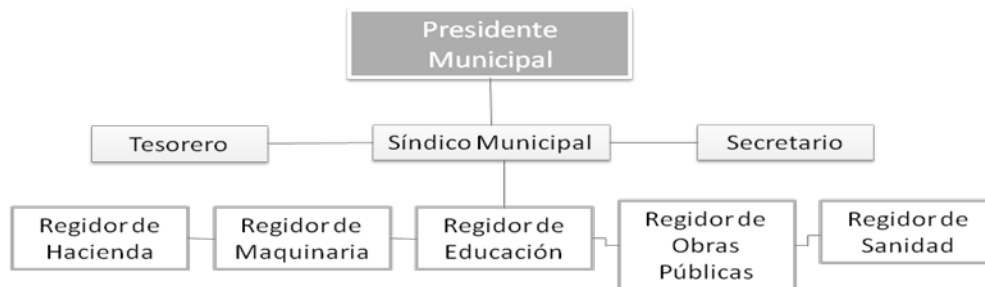 Presidente
Municipal
Tesorero
Síndico Municipal
Secretario
Regidor de
Hacienda
Regidor de
Maquinaria
Regidor de
Educación
Regidor de
Obras
Públicas
Regidor de
Sanidad